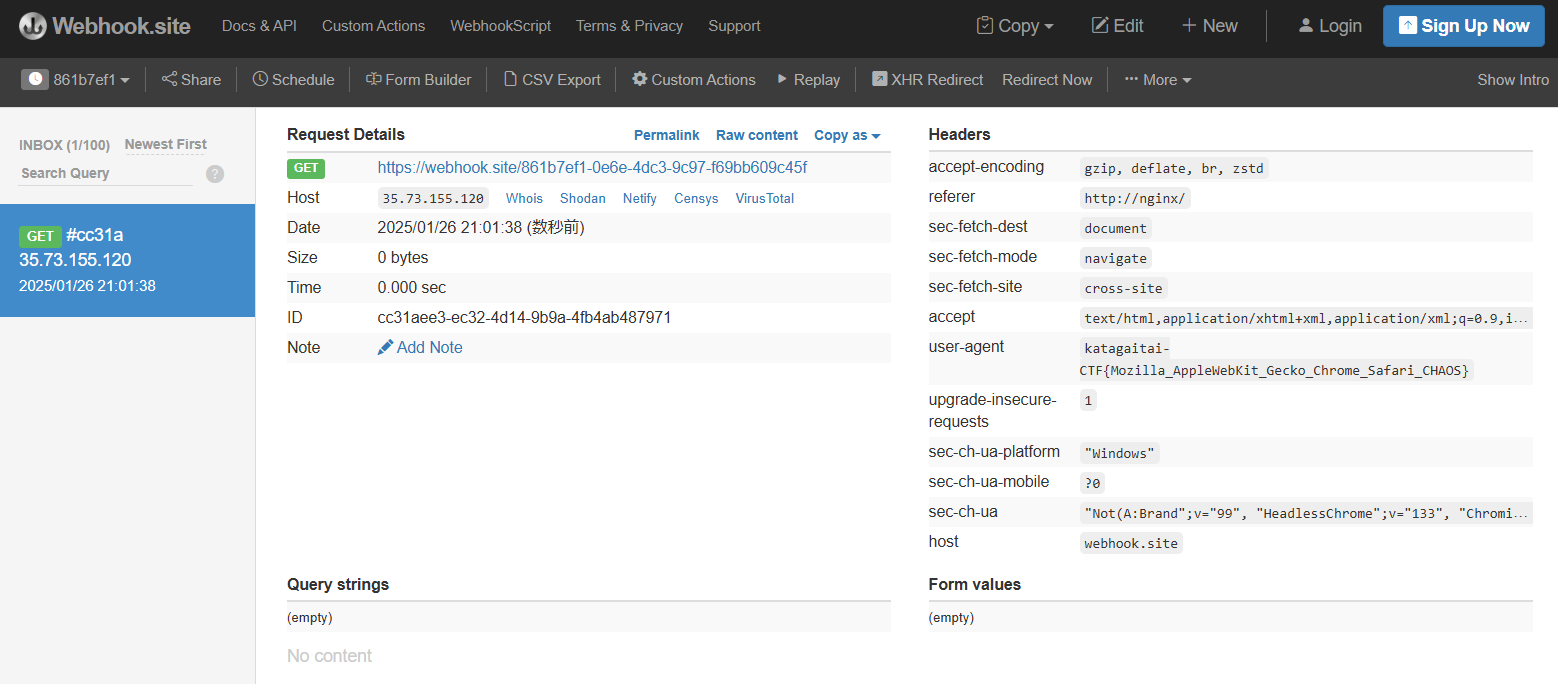 Webhook.site Docs & API Custom Actions WebhookScript Terms & Privacy Support Copy Edit New Login Sign Up Now
861b7ef1 Share Schedule Form Builder CSV Export Custom Actions Replay XHR Redirect Redirect Now More Show Intro
INBOX (1/100) Newest First
Search Query ?
GET #cc31a
35.73.155.120
2025/01/26 21:01:38
Request Details Permalink Raw content Copy as
GET https://webhook.site/861b7ef1-0e6e-4dc3-9c97-f69bb609c45f
Host 35.73.155.120 Whois Shodan Netify Censys VirusTotal
Date 2025/01/26 21:01:38 (数秒前)
Size 0 bytes
Time 0.000 sec
ID cc31aee3-ec32-4d14-9b9a-4fb4ab487971
Note Add Note
Headers
accept-encoding gzip, deflate, br, zstd
referer http://nginx/
sec-fetch-dest document
sec-fetch-mode navigate
sec-fetch-site cross-site
accept text/html,application/xhtml+xml,application/xml;q=0.9,i...
user-agent katagaitai-
CTF{Mozilla_AppleWebKit_Gecko_Chrome_Safari_CHAOS}
upgrade-insecure- 1
requests
sec-ch-ua-platform "Windows"
sec-ch-ua-mobile ?0
sec-ch-ua "Not(A:Brand";v="99", "HeadlessChrome";v="133", "Chromi...
host webhook.site
Query strings
(empty)
No content
Form values
(empty)